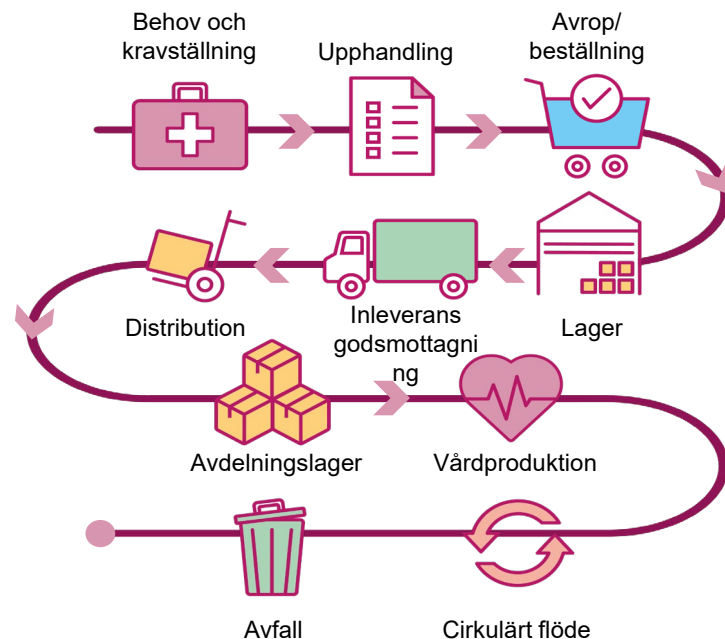 Behov och
kravställning
Upphandling
Avrop/
beställning
Distribution
Inleverans
godsmottagni
ng
Lager
Avdelningslager
Vårdproduktion
Avfall
Cirkulärt flöde